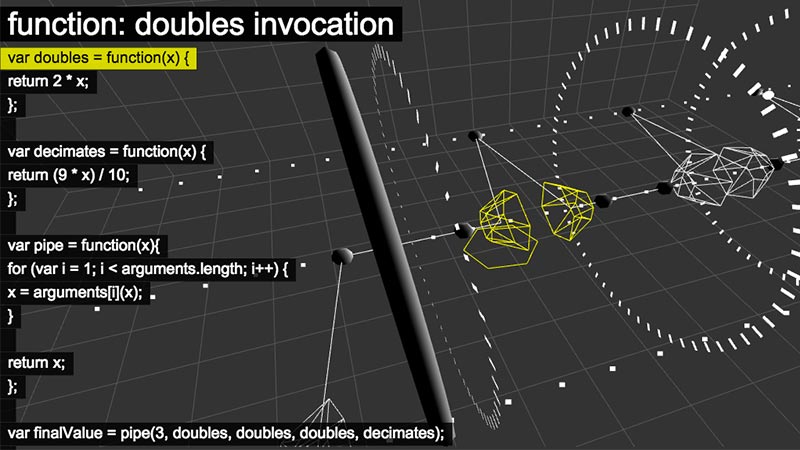 function: doubles invocation
var doubles = function(x) {
return 2 * x;
};
var decimates = function(x) {
return (9 * x) / 10;
};
var pipe = function(x){
for (var i = 1; i < arguments.length; i++) {
x = arguments[i](x);
}
return x;
};
var finalValue = pipe(3, doubles, doubles, doubles, decimates);